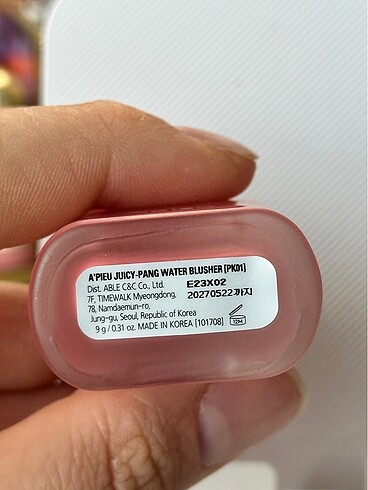 A'PIEU JUICY-PANG WATER BLUSHER [PK01]
Dist. ABLE C&C Co., Ltd. E23X02
7F, TIMEWALK Myeongdong, 20270522까지
78, Namdaemun-ro,
Jung-gu, Seoul, Republic of Korea
9 g / 0.31 oz. MADE IN KOREA [101708] 12M